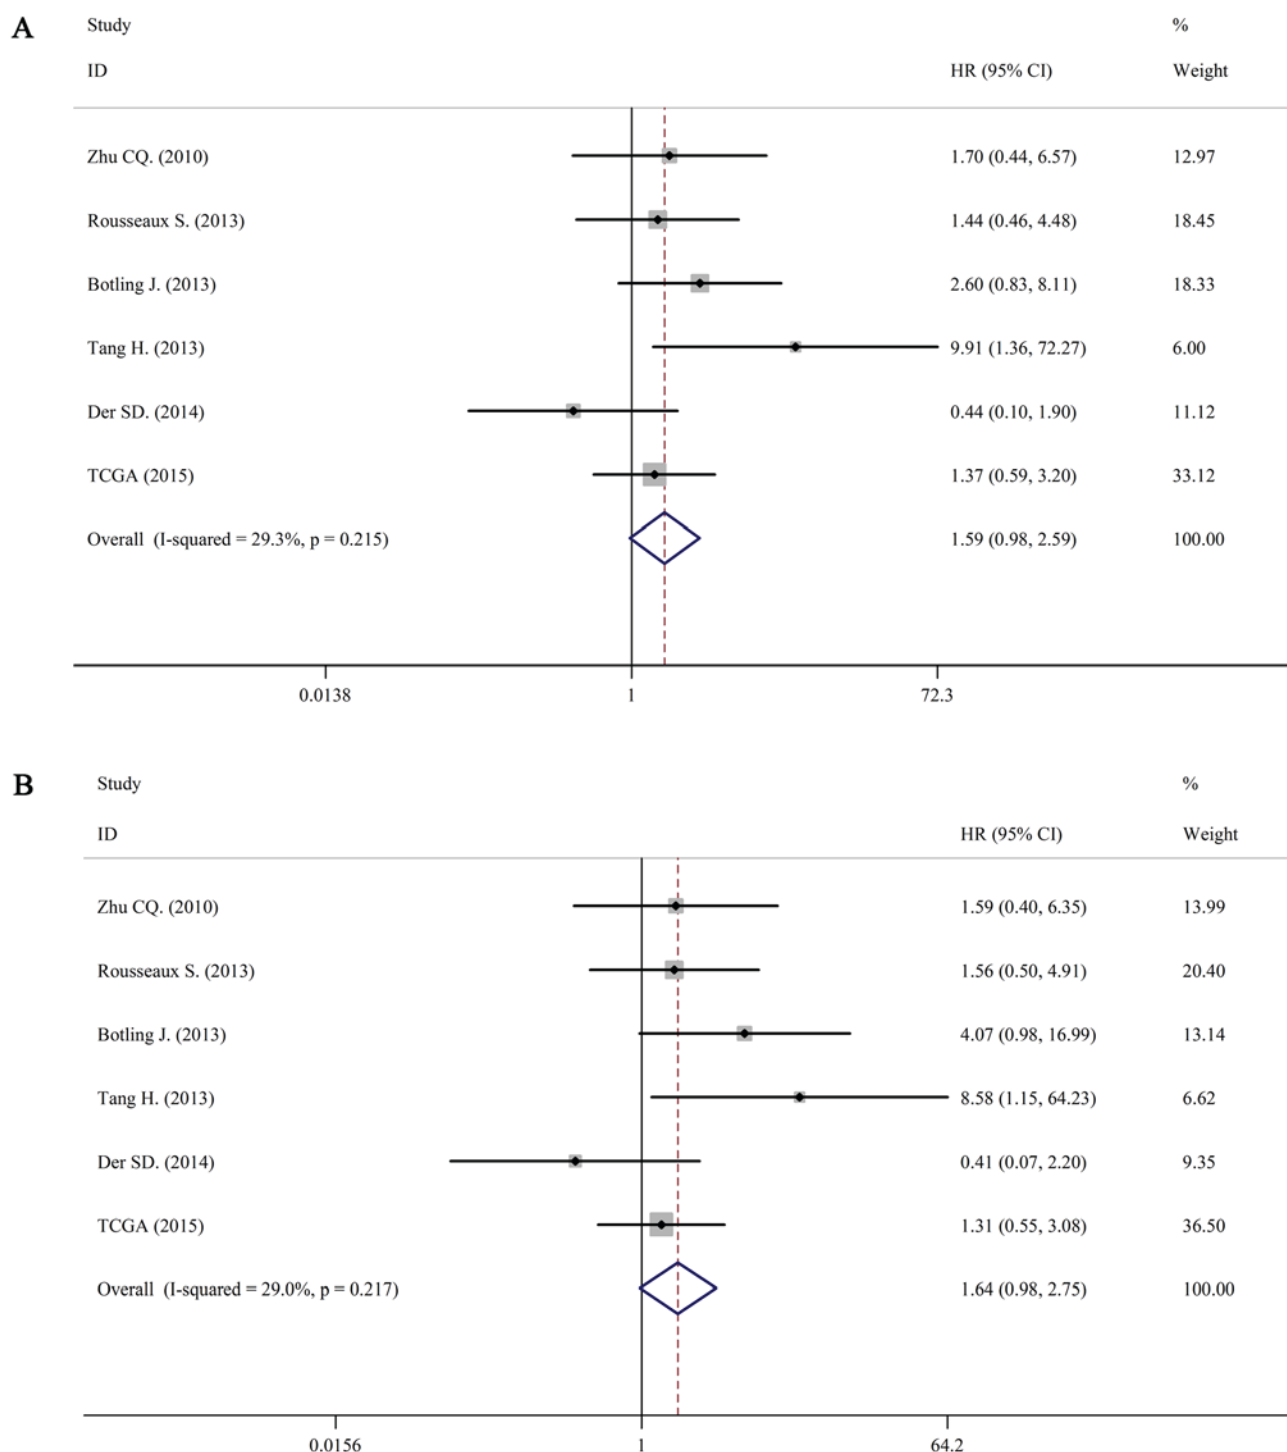 A
Study %
ID HR (95% CI) Weight
Zhu CQ. (2010) 1.70 (0.44, 6.57) 12.97
Rousseaux S. (2013) 1.44 (0.46, 4.48) 18.45
Botling J. (2013) 2.60 (0.83, 8.11) 18.33
Tang H. (2013) 9.91 (1.36, 72.27) 6.00
Der SD. (2014) 0.44 (0.10, 1.90) 11.12
TCGA (2015) 1.37 (0.59, 3.20) 33.12
Overall (I-squared = 29.3%, p = 0.215) 1.59 (0.98, 2.59) 100.00
0.0138 1 72.3
B
Study %
ID HR (95% CI) Weight
Zhu CQ. (2010) 1.59 (0.40, 6.35) 13.99
Rousseaux S. (2013) 1.56 (0.50, 4.91) 20.40
Botling J. (2013) 4.07 (0.98, 16.99) 13.14
Tang H. (2013) 8.58 (1.15, 64.23) 6.62
Der SD. (2014) 0.41 (0.07, 2.20) 9.35
TCGA (2015) 1.31 (0.55, 3.08) 36.50
Overall (I-squared = 29.0%, p = 0.217) 1.64 (0.98, 2.75) 100.00
0.0156 1 64.2